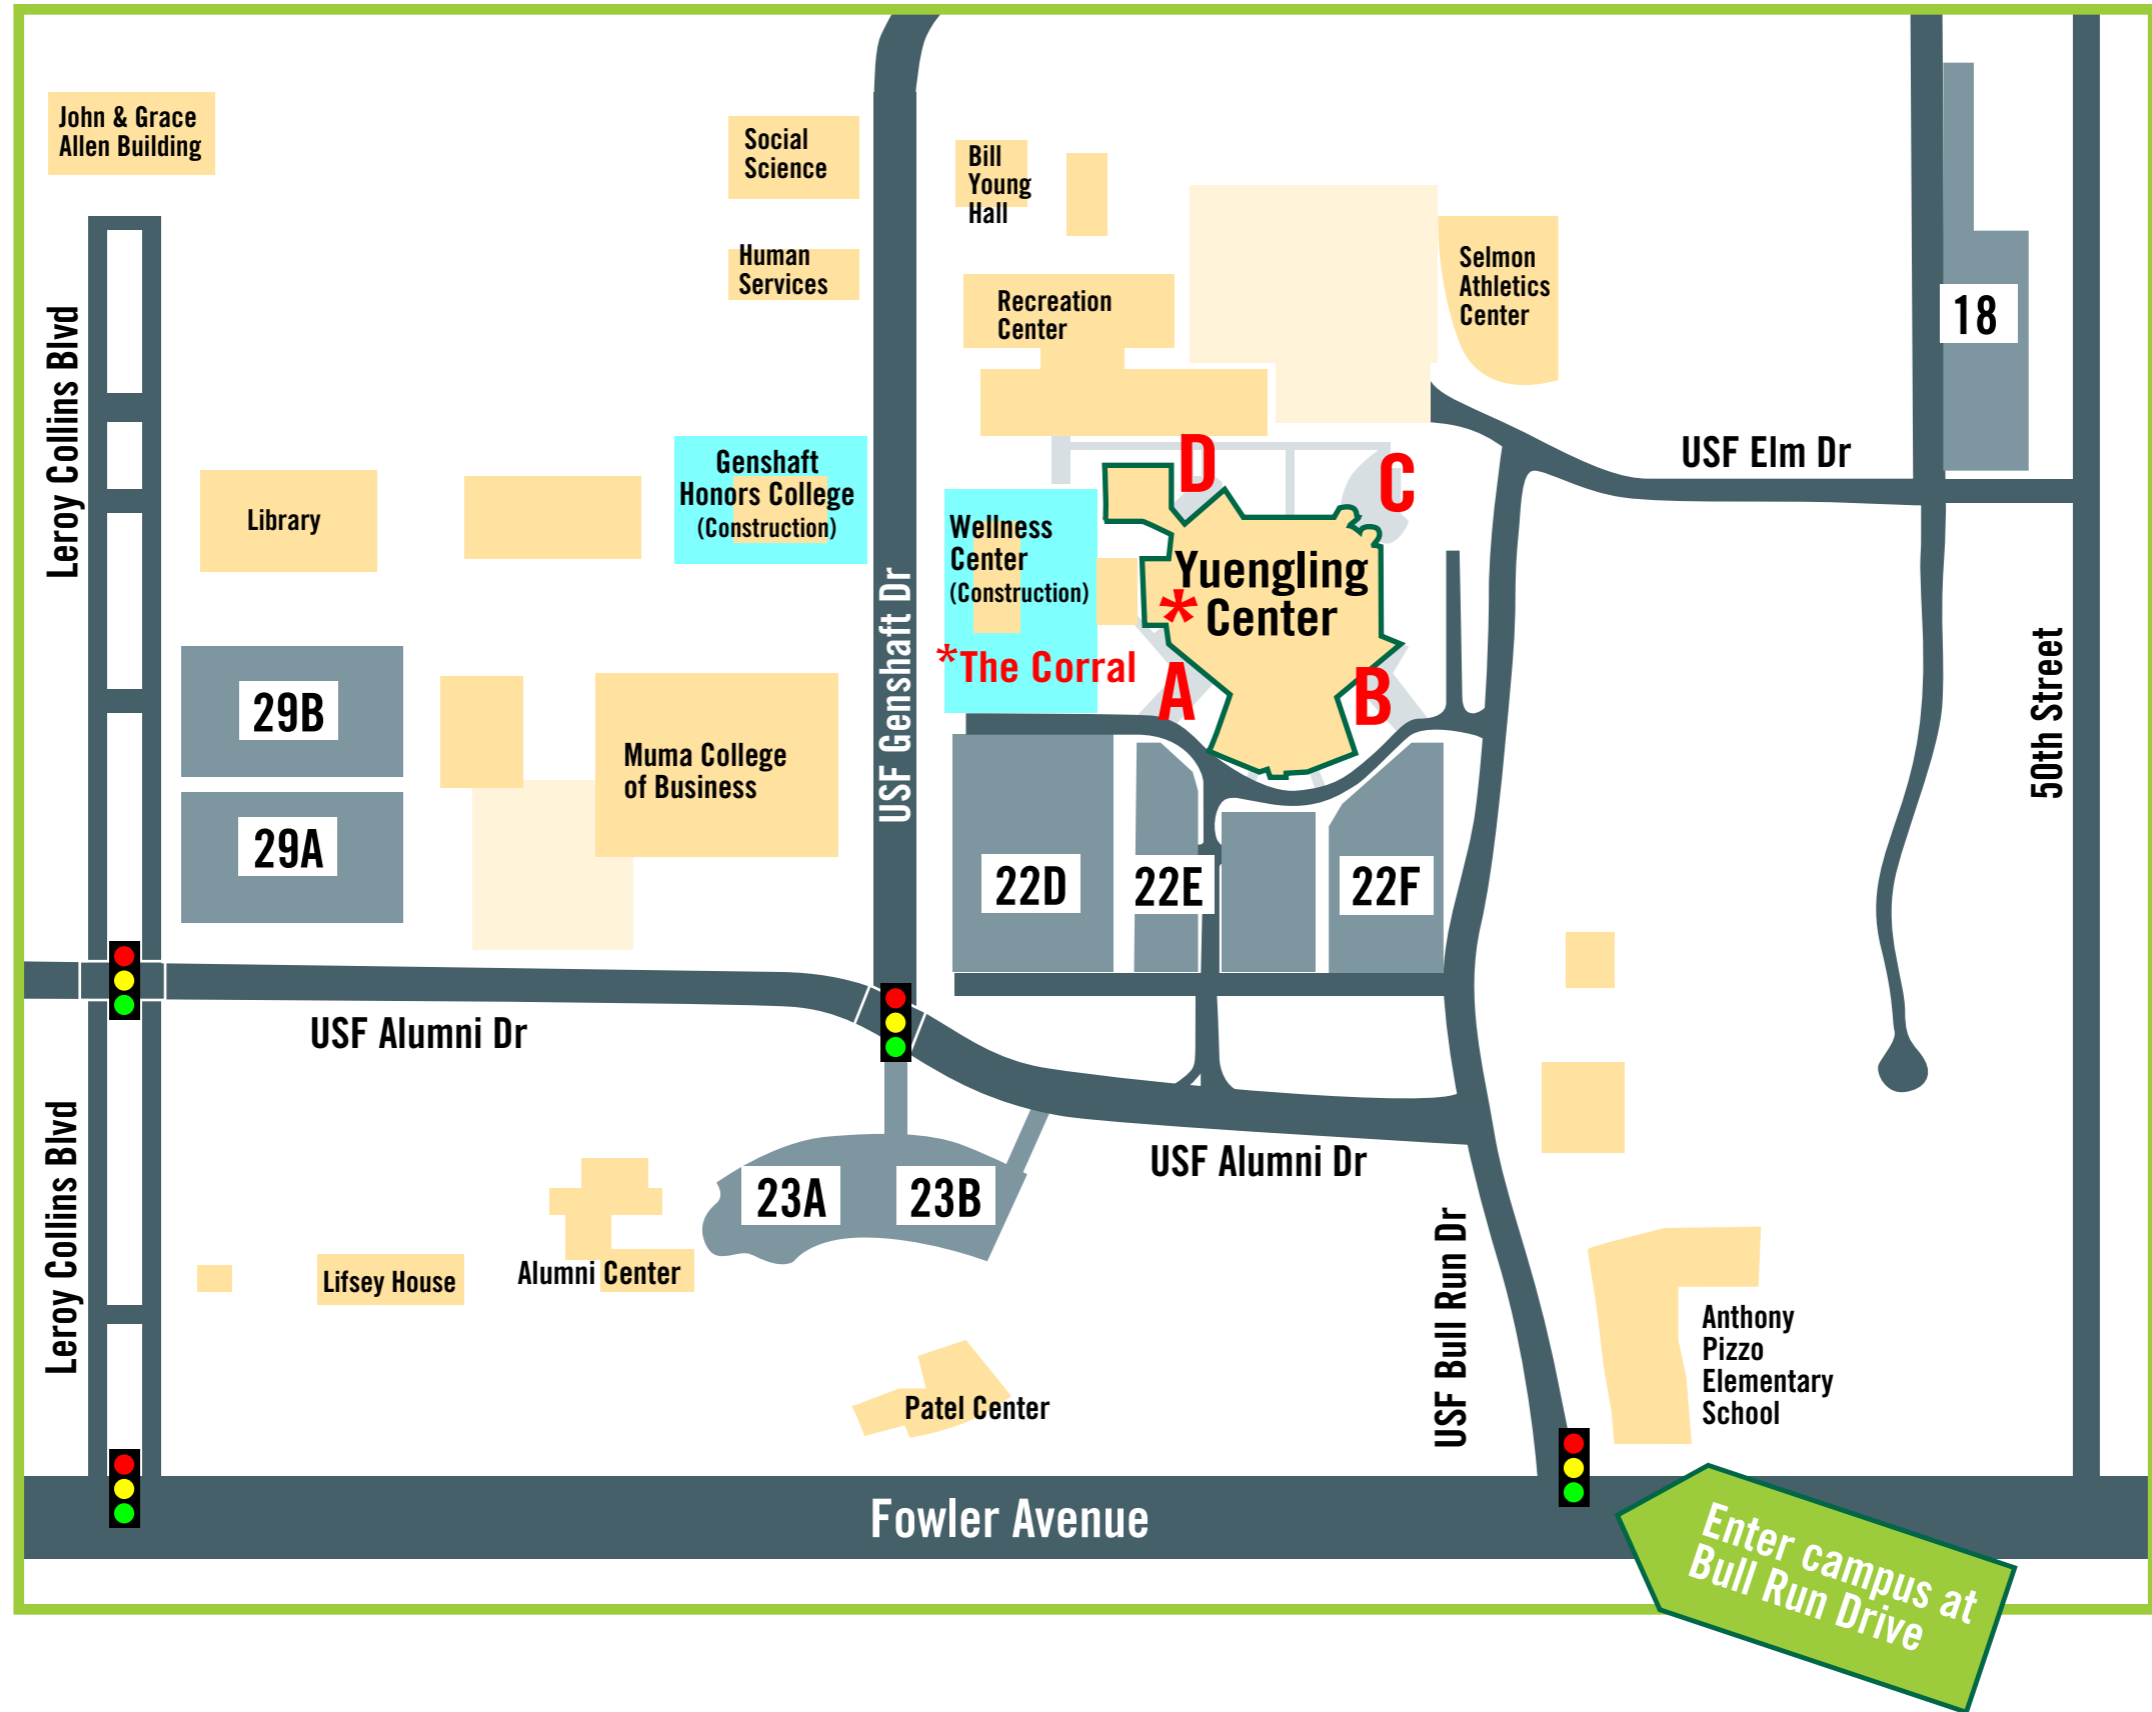 John & Grace
Allen Building
Social
Science
Bill
Young
Hall
Human
Services
Selmon
Athletics
Center
Recreation
Center
18
Leroy Collins Blvd
Genshaft
Honors College
(Construction)
Library
D
C
USF Elm Dr
Wellness
Center
(Construction)
Yuengling
* Center
*The Corral
A
B
USF Genshaft Dr
50th Street
29B
Muma College
of Business
29A
22D
22E
22F
USF Alumni Dr
USF Alumni Dr
23A
23B
Leroy Collins Blvd
Lifsey House
Alumni Center
USF Bull Run Dr
Anthony
Pizzo
Elementary
School
Patel Center
Fowler Avenue
Enter campus at
Bull Run Drive